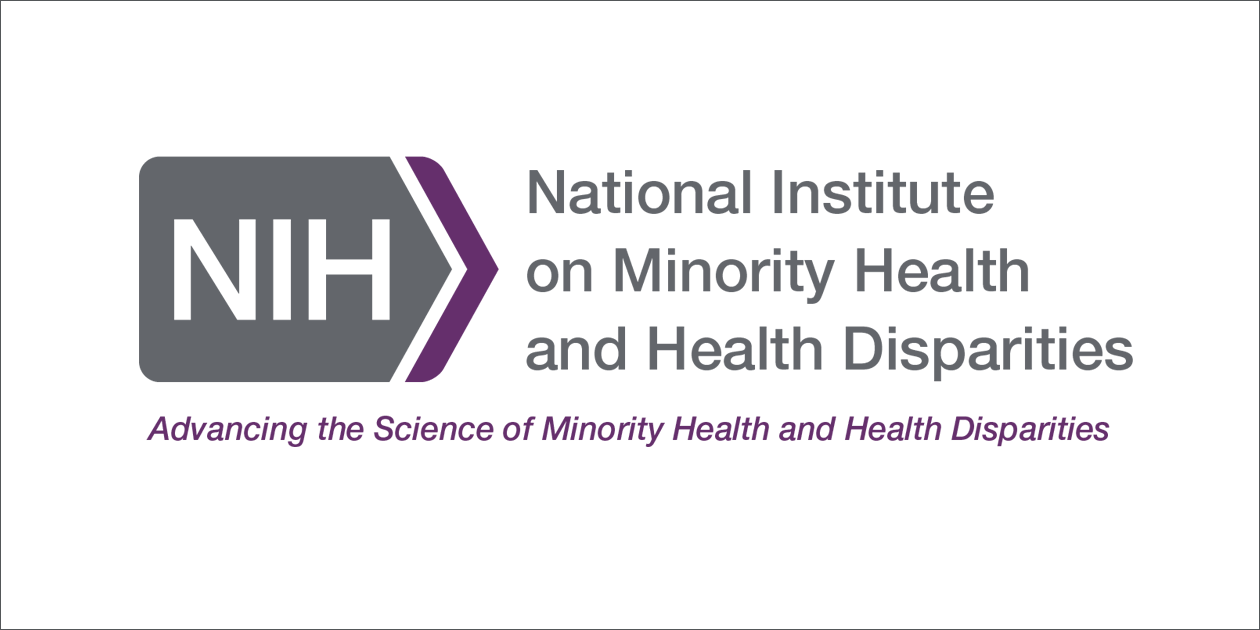 NIH
National Institute
on Minority Health
and Health Disparities
Advancing the Science of Minority Health and Health Disparities